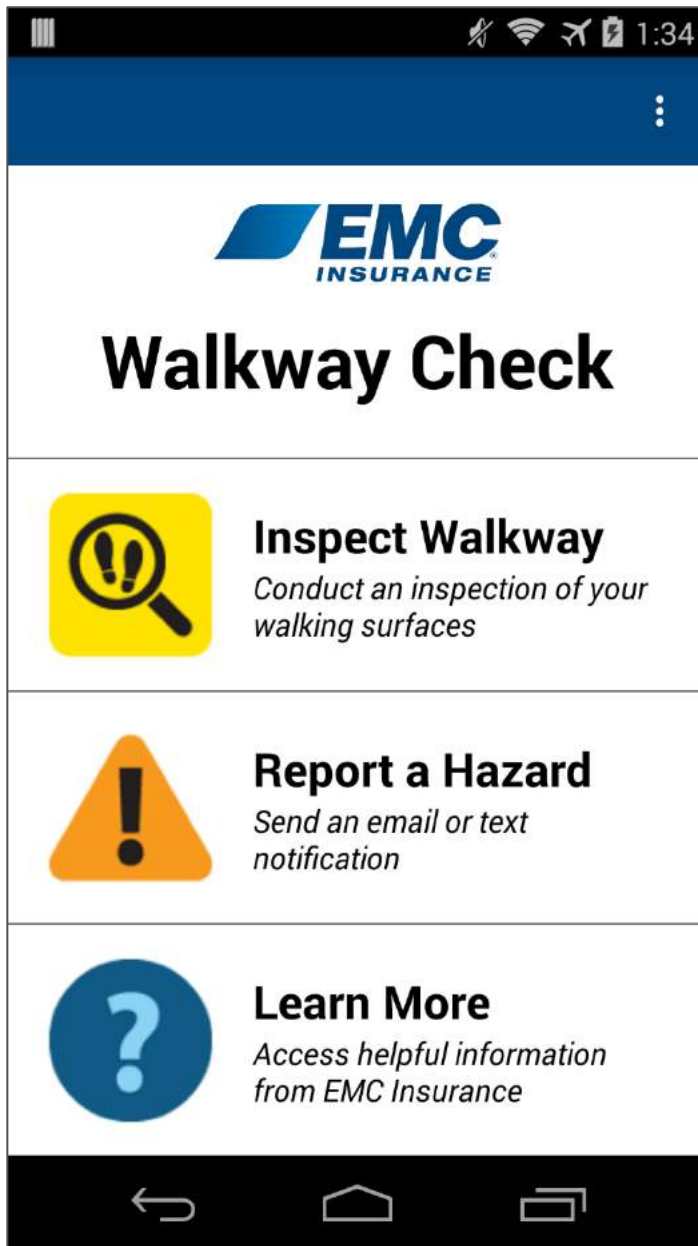 1:34
EMC
INSURANCE
Walkway Check
Inspect Walkway
Conduct an inspection of your
walking surfaces
Report a Hazard
Send an email or text
notification
Learn More
Access helpful information
from EMC Insurance